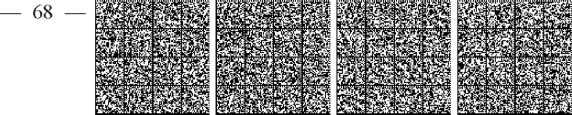 — 68 —